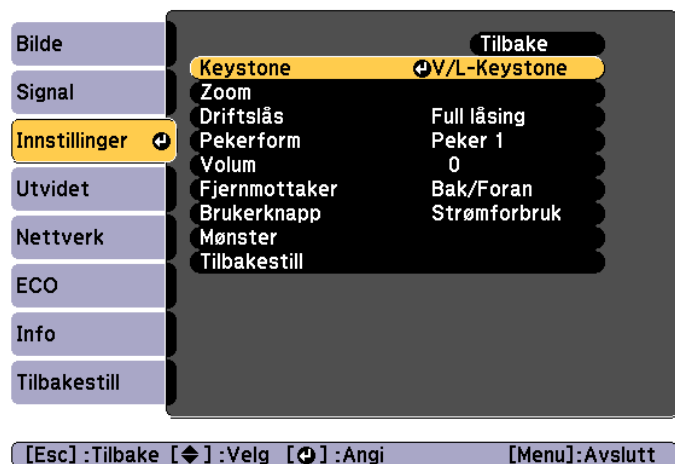 Bilde
Signal
Innstillinger
Utvidet
Nettverk
ECO
Info
Tilbakestill
Tilbake
Keystone V/L-Keystone
Zoom
Driftslås Full låsing
Pekerform Peker 1
Volum 0
Fjernmottaker Bak/Foran
Brukerknapp Strømforbruk
Mønster
Tilbakestill
[Esc] :Tilbake [◆] :Velg [⏎] :Angi [Menu]:Avslutt